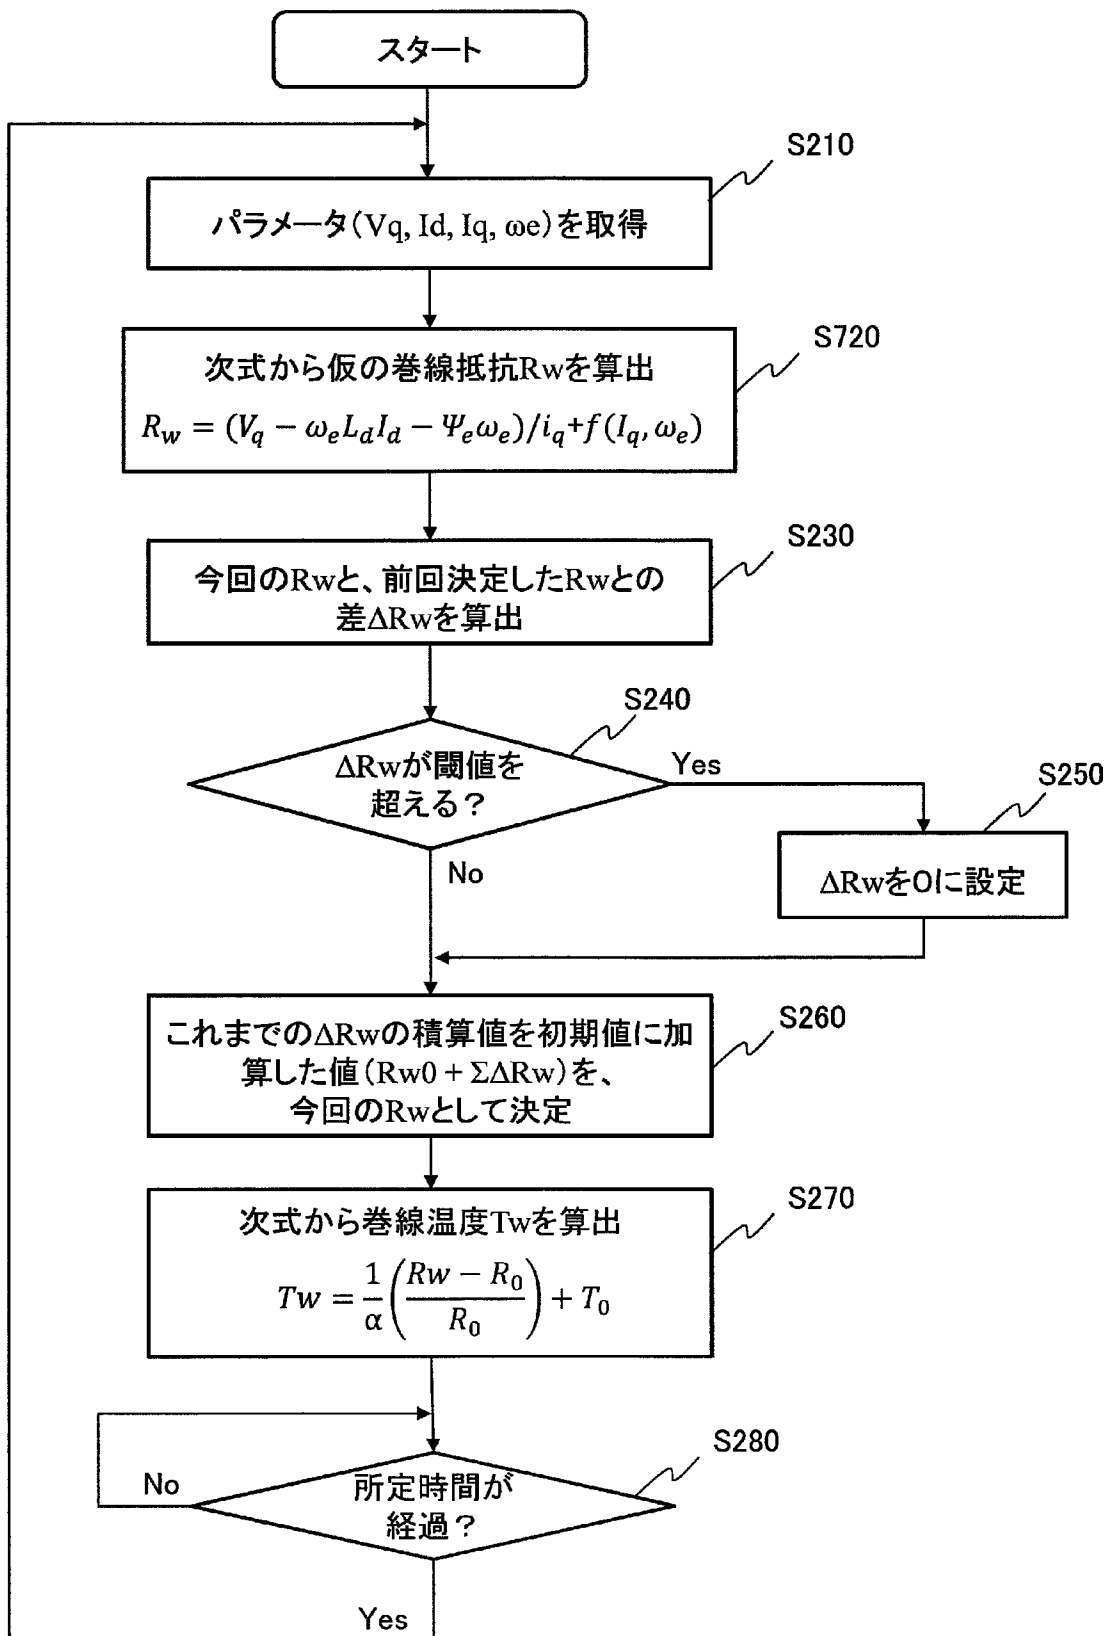 スタート
S210
パラメータ(Vq, Id, Iq, ωe)を取得
S720
次式から仮の巻線抵抗Rwを算出
R_w = (V_q − ω_e L_d I_d − Ψ_e ω_e)/i_q+f(I_q, ω_e)
S230
今回のRwと、前回決定したRwとの
差ΔRwを算出
S240
ΔRwが閾値を
超える?
Yes
No
S250
ΔRwを0に設定
S260
これまでのΔRwの積算値を初期値に加
算した値(Rw0 + ΣΔRw)を、
今回のRwとして決定
S270
次式から巻線温度Twを算出
Tw = \frac{1}{α}(\frac{Rw − R_0}{R_0}) + T_0
S280
所定時間が
経過?
No
Yes